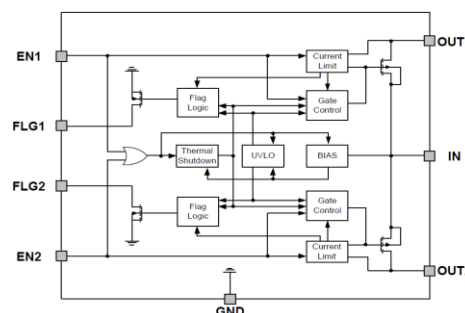 OUT
EN1
Current
Limit
Flag
Logic
Gate
Control
FLG1
Thermal
Shutdown
UVLO
BIAS
IN
FLG2
Flag
Logic
Gate
Control
EN2
Current
Limit
OUT
GND